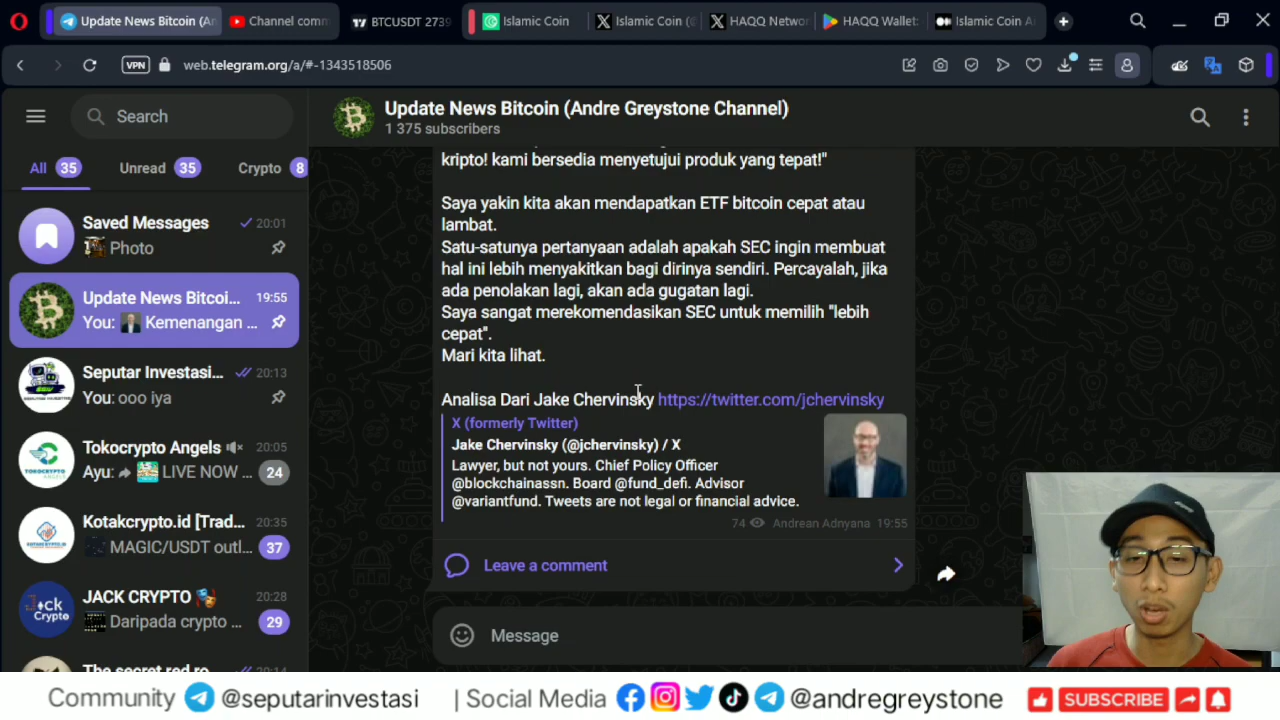 Update News Bitcoin (An
Channel comm
BTCUSDT 2739
Islamic Coin
Islamic Coin (@
HAQQ Networ
HAQQ Wallet:
Islamic Coin A
VPN
web.telegram.org/a/#-1343518506
Search
Update News Bitcoin (Andre Greystone Channel)
1 375 subscribers
All 35
Unread 35
Crypto 8
Saved Messages 20:01
Photo
Update News Bitcoi... 19:55
You: Kemenangan ...
Seputar Investasi... 20:13
You: ooo iya
Tokocrypto Angels 20:05
Ayu: LIVE NOW ... 24
Kotakcrypto.id [Trad... 20:35
MAGIC/USDT outl... 37
JACK CRYPTO 20:28
Daripada crypto ... 29
The secret red ro... 20:14
kripto! kami bersedia menyetujui produk yang tepat!"
Saya yakin kita akan mendapatkan ETF bitcoin cepat atau
lambat.
Satu-satunya pertanyaan adalah apakah SEC ingin membuat
hal ini lebih menyakitkan bagi dirinya sendiri. Percayalah, jika
ada penolakan lagi, akan ada gugatan lagi.
Saya sangat merekomendasikan SEC untuk memilih "lebih
cepat".
Mari kita lihat.
Analisa Dari Jake Chervinsky https://twitter.com/jchervinsky
X (formerly Twitter)
Jake Chervinsky (@jchervinsky) / X
Lawyer, but not yours. Chief Policy Officer
@blockchainassn. Board @fund_defi. Advisor
@variantfund. Tweets are not legal or financial advice.
74 Andrean Adnyana 19:55
Leave a comment
Message
Community @seputarinvestasi | Social Media @andregreystone SUBSCRIBE